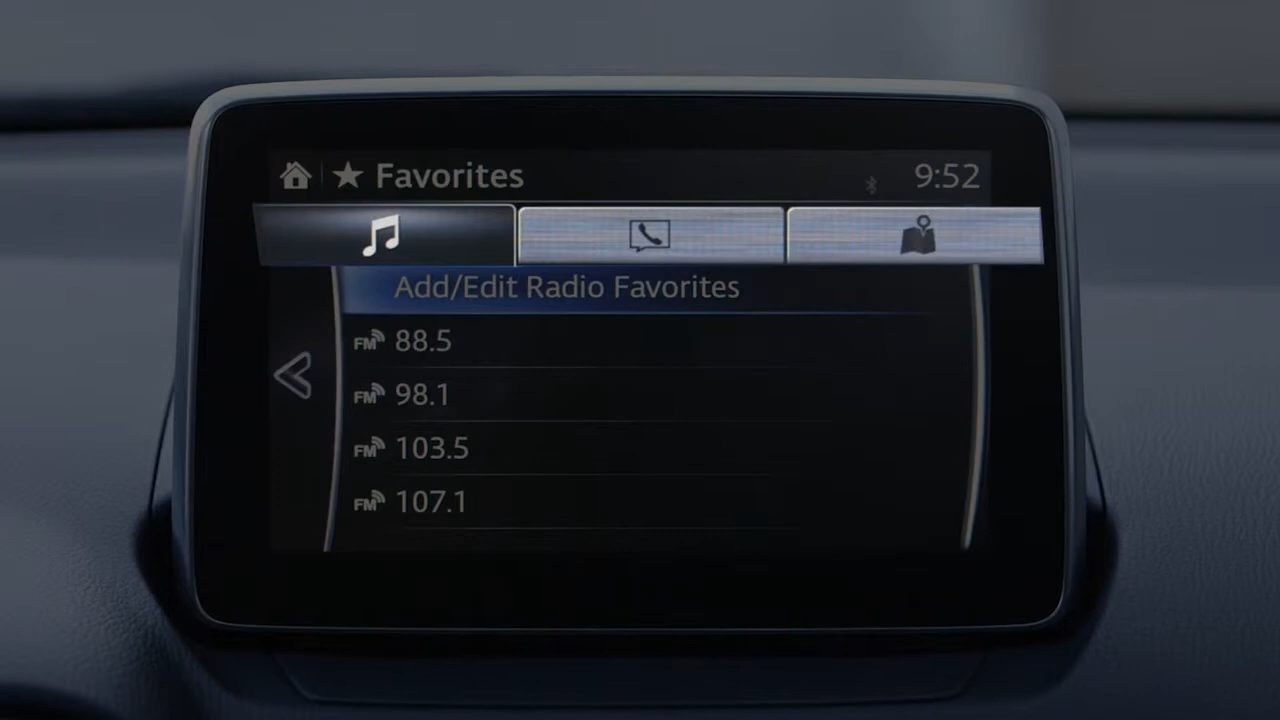 Favorites 9:52
Add/Edit Radio Favorites
FM 88.5
FM 98.1
FM 103.5
FM 107.1